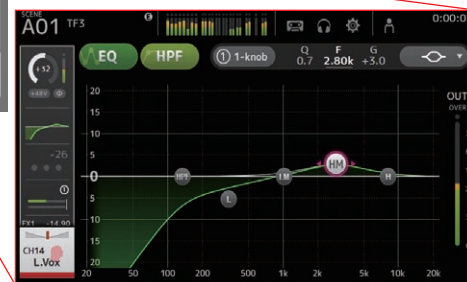 SCENE
A01 TF3
0:00:0
EQ
HPF
1 1-knob
Q F G
0.7 2.80k +3.0
+32
+48V
-26
1
FX1 -14.90
CH14
L.Vox
OUT
OVER
20
15
10
5
0
5
10
15
20
HPF
L
LM
HM
H
20 50 100 200 500 1k 2k 5k 10k 20k